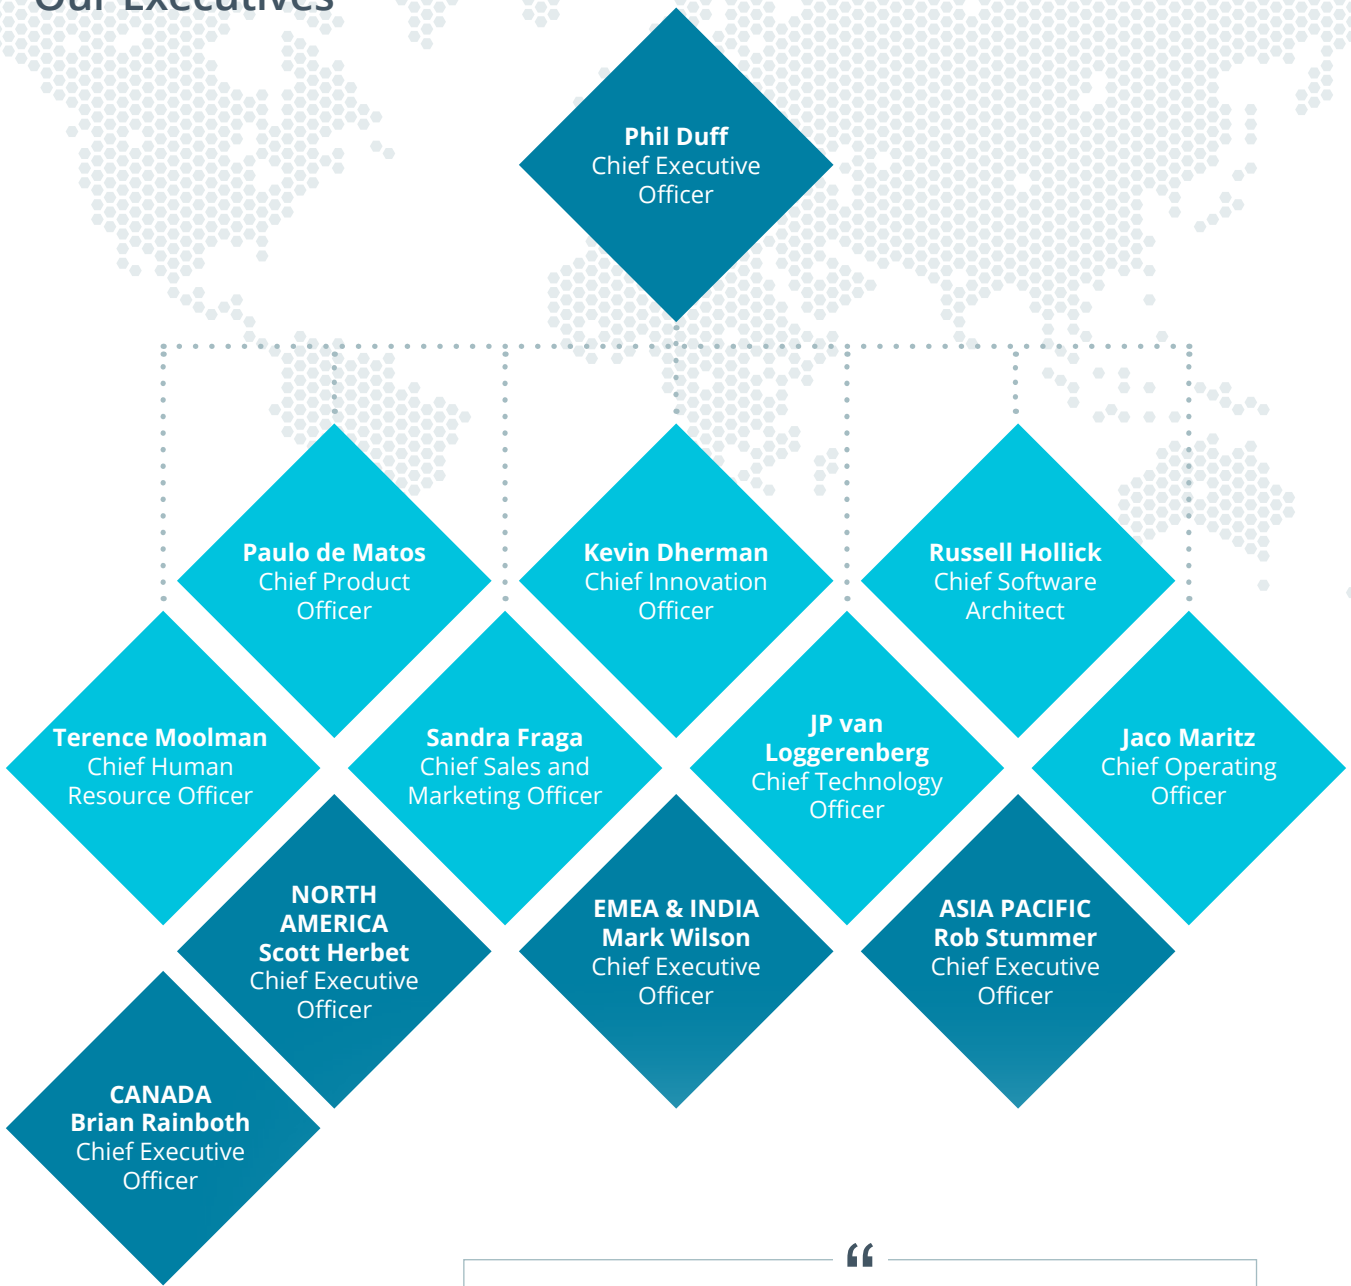 Our Executives
Phil Duff
Chief Executive
Officer
Paulo de Matos
Chief Product
Officer
Kevin Dherman
Chief Innovation
Officer
Russell Hollick
Chief Software
Architect
Terence Moolman
Chief Human
Resource Officer
Sandra Fraga
Chief Sales and
Marketing Officer
JP van
Loggerenberg
Chief Technology
Officer
Jaco Maritz
Chief Operating
Officer
NORTH
AMERICA
Scott Herbet
Chief Executive
Officer
EMEA & INDIA
Mark Wilson
Chief Executive
Officer
ASIA PACIFIC
Rob Stummer
Chief Executive
Officer
CANADA
Brian Rainboth
Chief Executive
Officer
“